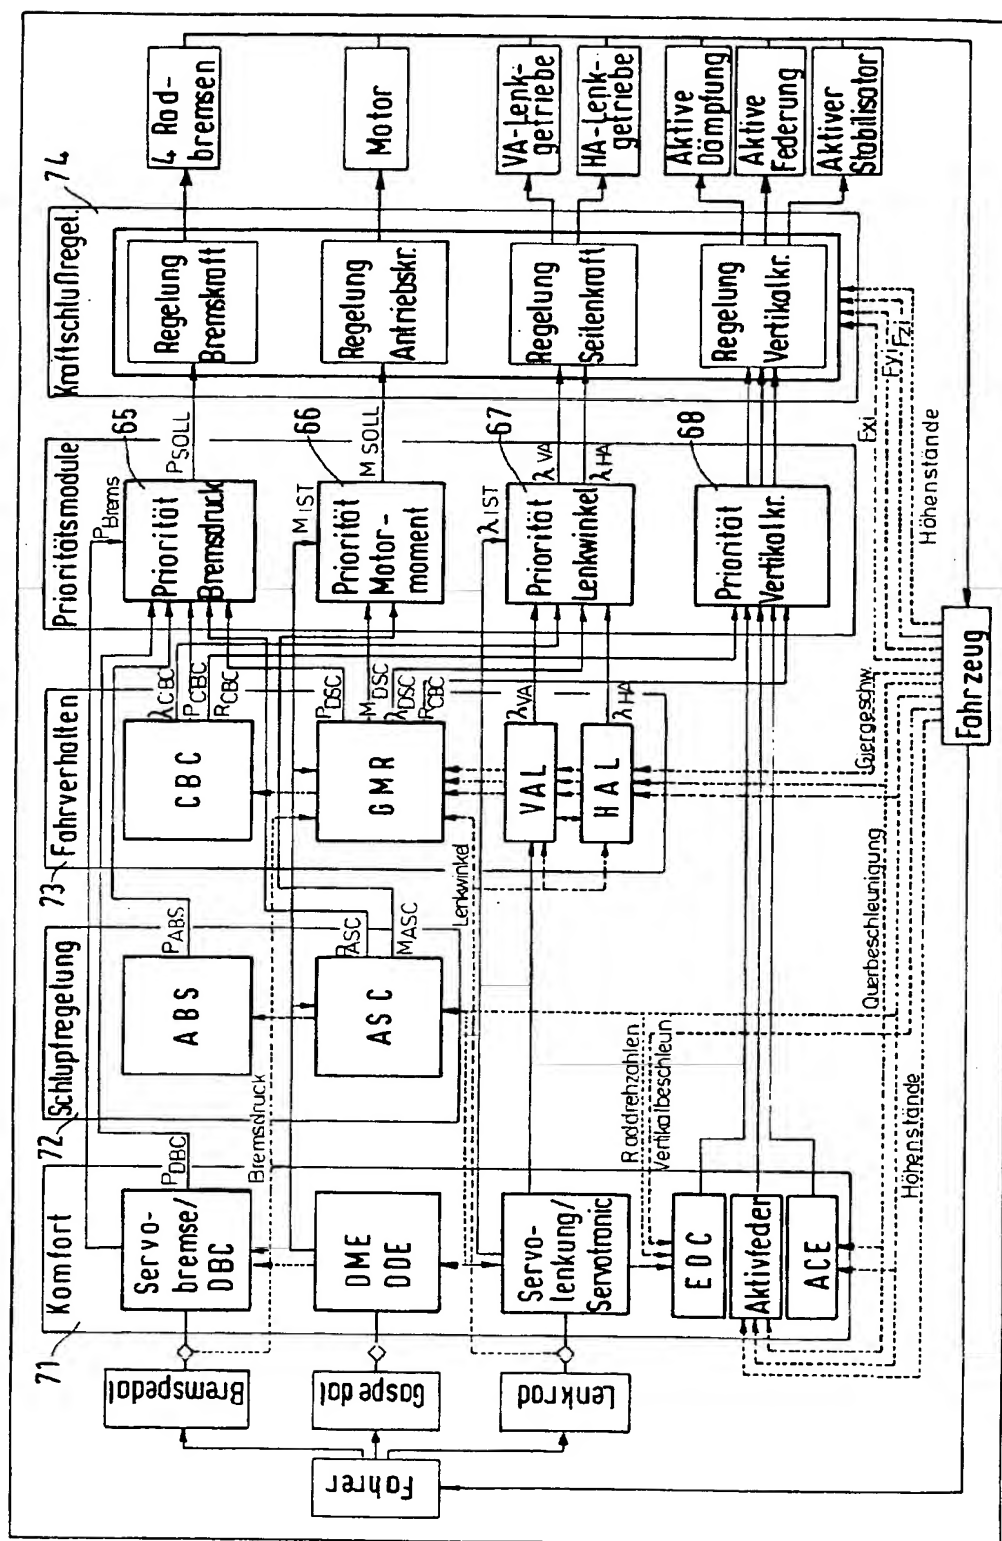 Fahrer
Bremspedal
Gaspedal
Lenkrad
71
Komfort
Servo-
bremse/
DBC
DME
DDE
Servo-
lenkung/
Servotronic
EDC
Aktivfeder
ACE
PDBC
Bremsdruck
72
Schlupfregelung
ABS
ASC
PABS
PASC
MASC
Lenkwinkel
Raddrehzahlen
Vertikalbeschleun.
Höhenstände
Querbeschleunigung
73
Fahrverhalten
CBC
GMR
VAL
HAL
λCBC
PCBC
RCBC
PDSC
MDSC
λDSC
RCBC
λVA
λHA
Giergeschw.
Prioritätsmodule
PBrems
65
Priorität
Bremsdruck
PSOLL
MIST
66
Priorität
Motor-
moment
MSOLL
λIST
67
Priorität
Lenkwinkel
λVA
λHA
68
Priorität
Vertikalkr.
Fxi
Fyi
Fzi
Höhenstände
74
Kraftschlußregel.
Regelung
Bremskraft
Regelung
Antriebskr.
Regelung
Seitenkraft
Regelung
Vertikalkr.
4 Rad-
bremsen
Motor
VA-Lenk-
getriebe
HA-Lenk-
getriebe
Aktive
Dämpfung
Aktive
Federung
Aktiver
Stabilisator
Fahrzeug